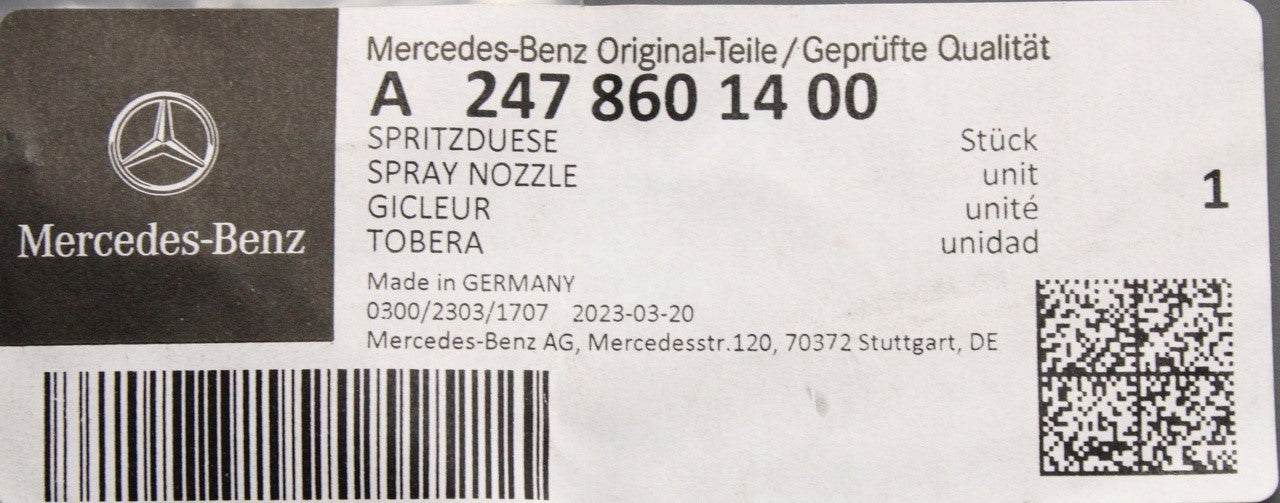 Mercedes-Benz
Mercedes-Benz Original-Teile/Geprüfte Qualität
A 247 860 14 00
SPRITZDUESE Stück
SPRAY NOZZLE unit
GICLEUR unité
TOBERA unidad
1
Made in GERMANY
0300/2303/1707 2023-03-20
Mercedes-Benz AG, Mercedesstr.120, 70372 Stuttgart, DE